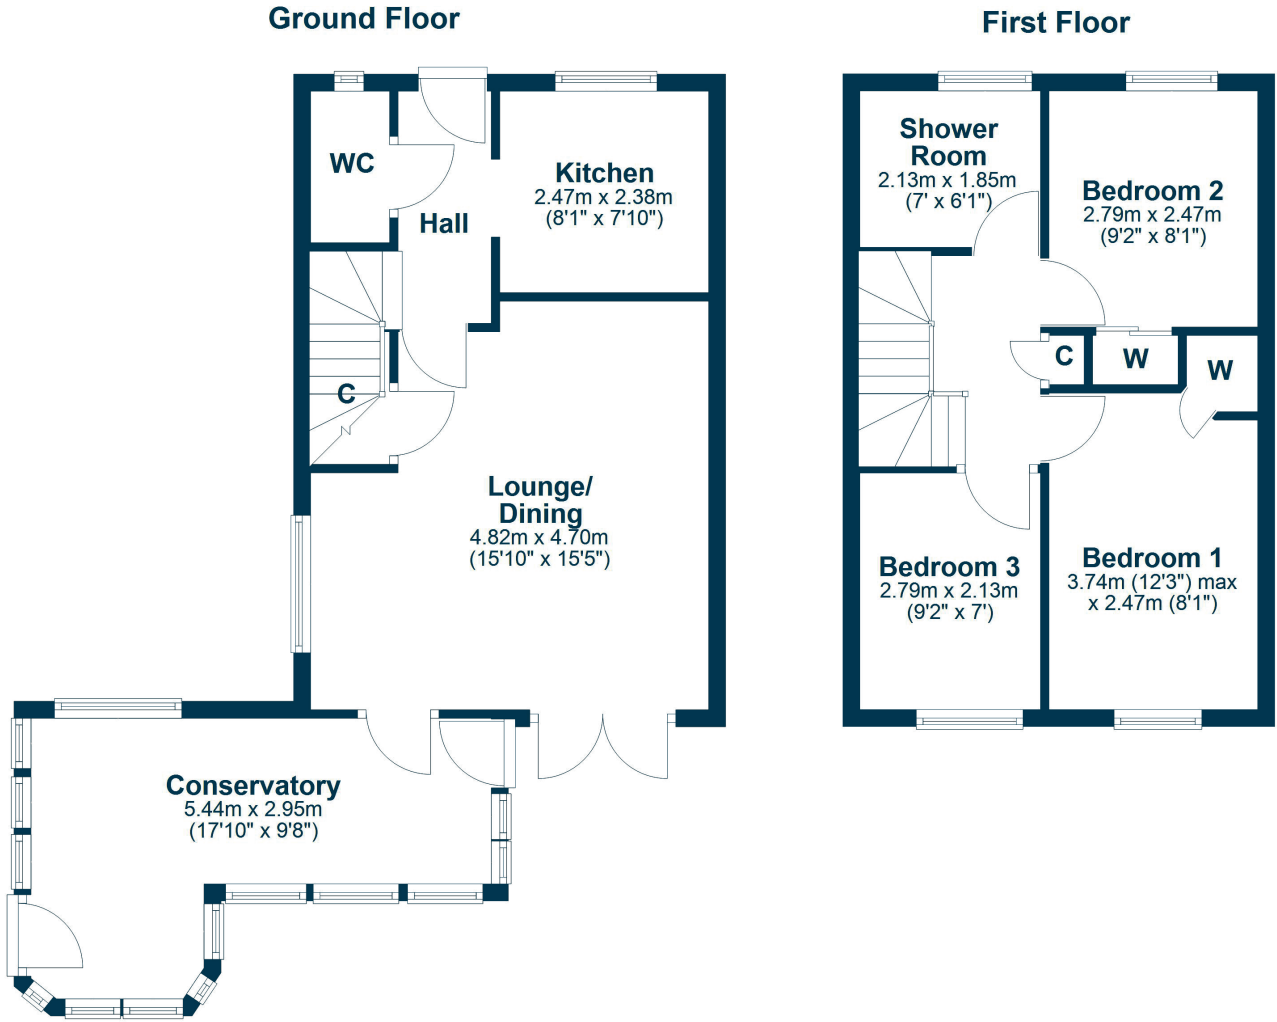 Ground Floor
WC
Hall
Kitchen
2.47m x 2.38m
(8'1" x 7'10")
C
Lounge/
Dining
4.82m x 4.70m
(15'10" x 15'5")
Conservatory
5.44m x 2.95m
(17'10" x 9'8")
First Floor
Shower
Room
2.13m x 1.85m
(7' x 6'1")
Bedroom 2
2.79m x 2.47m
(9'2" x 8'1")
C
W
W
Bedroom 3
2.79m x 2.13m
(9'2" x 7')
Bedroom 1
3.74m (12'3") max
x 2.47m (8'1")